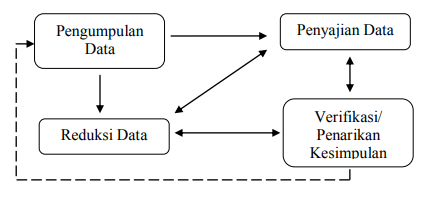 Pengumpulan
Data
Penyajian Data
Reduksi Data
Verifikasi/
Penarikan
Kesimpulan